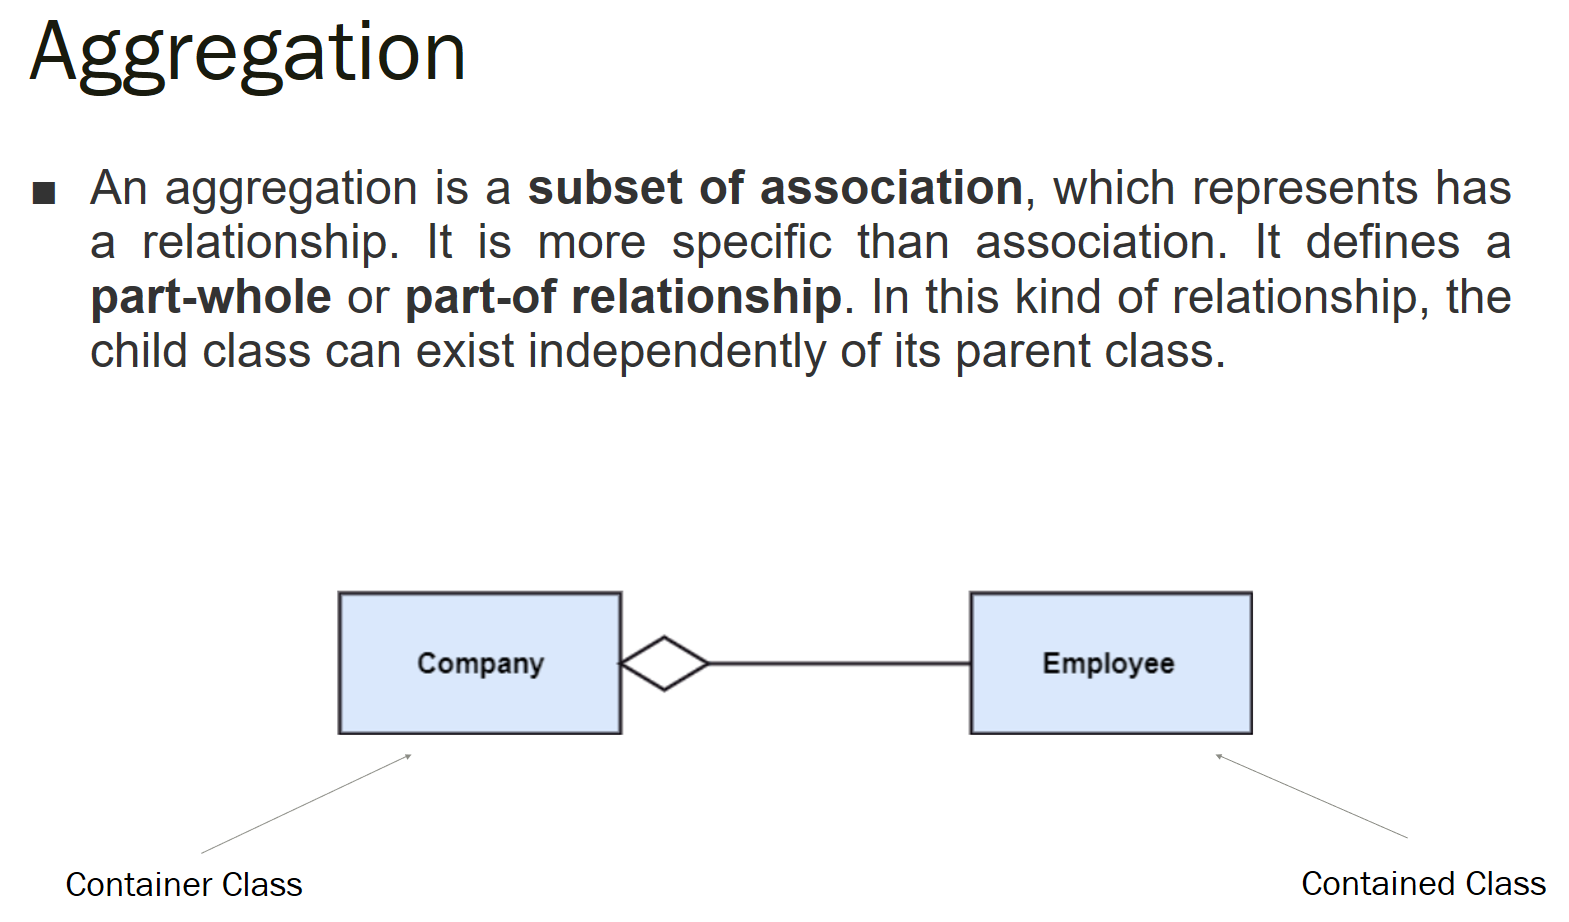 Aggregation
■ An aggregation is a subset of association, which represents has
a relationship. It is more specific than association. It defines a
part-whole or part-of relationship. In this kind of relationship, the
child class can exist independently of its parent class.
Company
Employee
Container Class
Contained Class